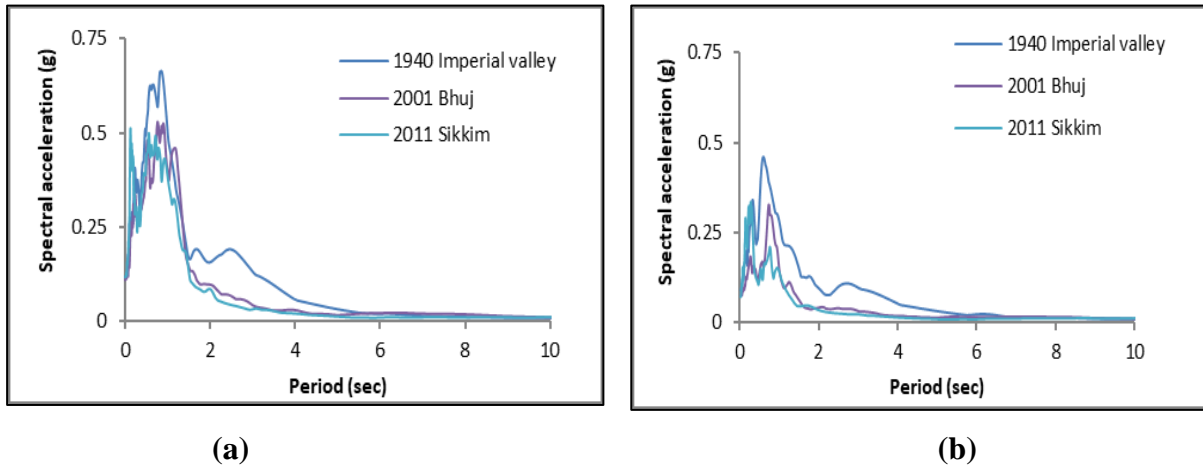 Spectral acceleration (g)
0.75
0.5
0.25
0
0 2 4 6 8 10
Period (sec)
1940 Imperial valley
2001 Bhuj
2011 Sikkim
(a)
Spectral acceleration (g)
0.75
0.5
0.25
0
0 2 4 6 8 10
Period (sec)
1940 Imperial valley
2001 Bhuj
2011 Sikkim
(b)